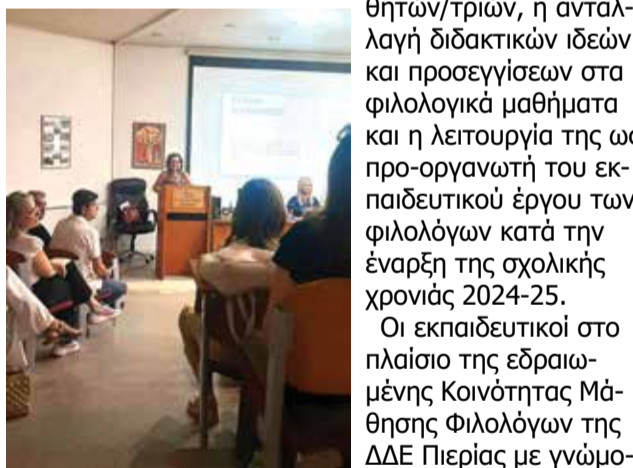 θητών/τριών, η ανταλ-
λαγή διδακτικών ιδεών
και προσεγγίσεων στα
φιλολογικά μαθήματα
και η λειτουργία της ως
προ-οργανωτή του εκ-
παιδευτικού έργου των
φιλολόγων κατά την
έναρξη της σχολικής
χρονιάς 2024-25.
Οι εκπαιδευτικοί στο
πλαίσιο της εδραιω-
μένης Κοινότητας Μά-
θησης Φιλολόγων της
ΔΔΕ Πιερίας με γνώμο-